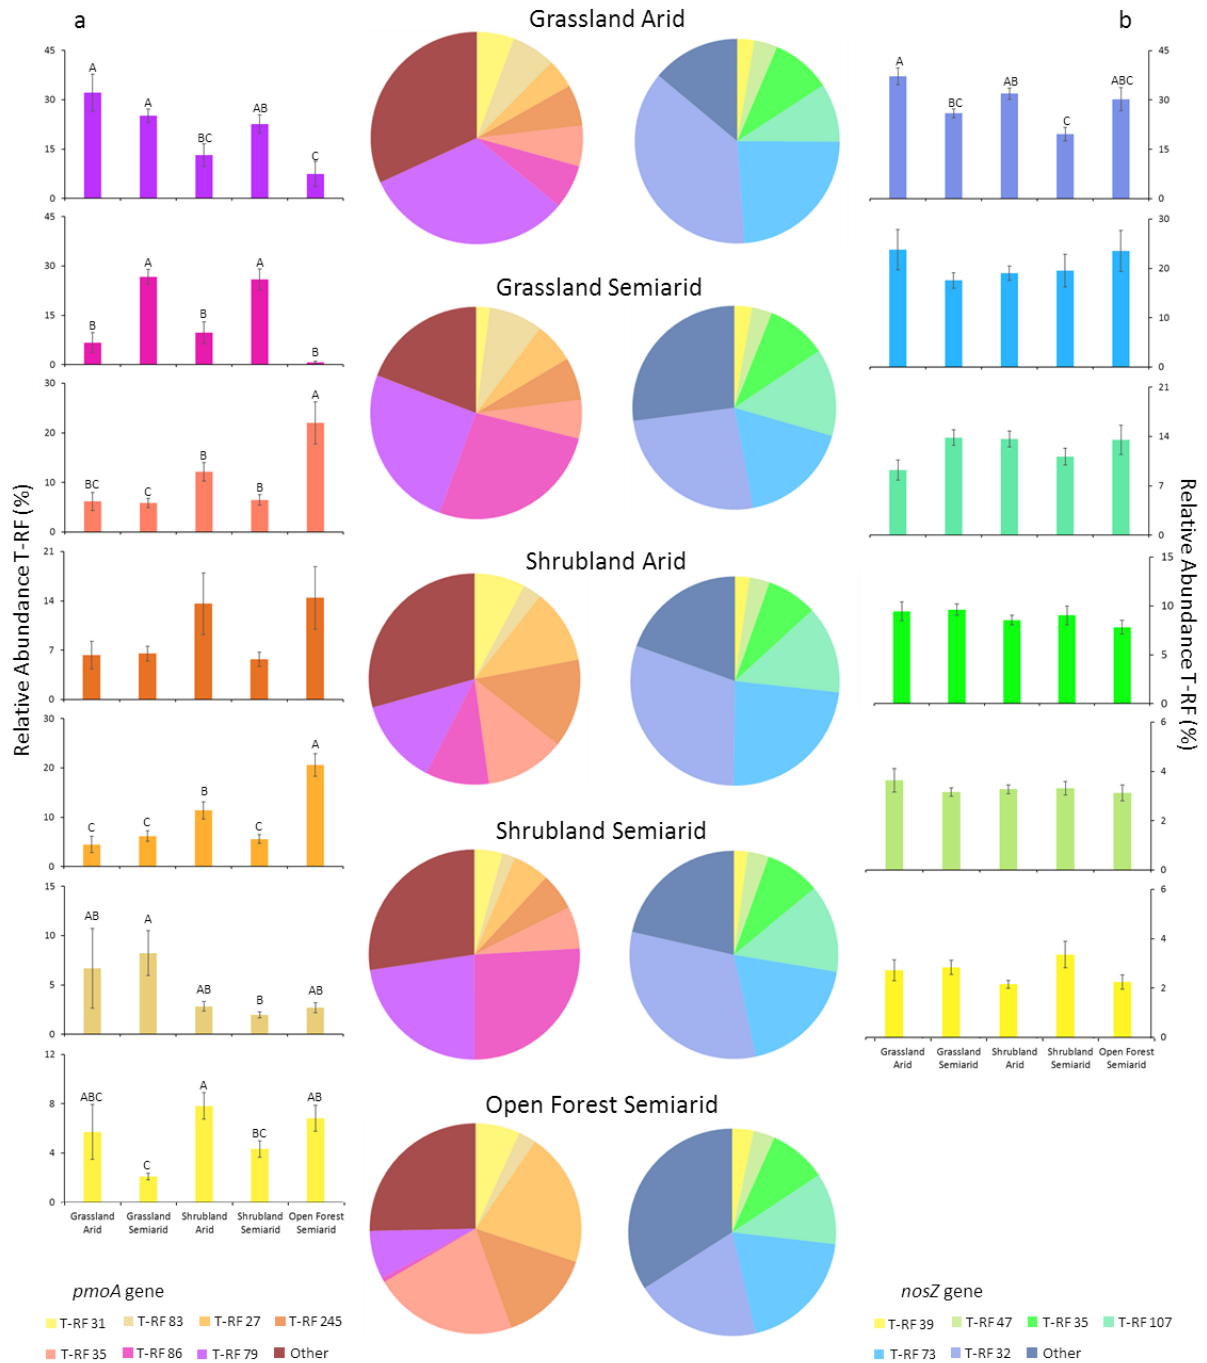 a
b
Grassland Arid
Grassland Semiarid
Shrubland Arid
Shrubland Semiarid
Open Forest Semiarid
Relative Abundance T-RF (%)
45
30
15
0
A
A
BC
AB
C
45
30
15
0
B
A
B
A
B
30
20
10
0
BC
C
B
B
A
21
14
7
0
30
20
10
0
C
C
B
C
A
15
10
5
0
AB
A
AB
B
AB
12
8
4
0
ABC
C
A
BC
AB
Grassland Grassland Shrubland Shrubland Open Forest
Arid Semiarid Arid Semiarid Semiarid
pmoA gene
T-RF 31 T-RF 83 T-RF 27 T-RF 245
T-RF 35 T-RF 86 T-RF 79 Other
Relative Abundance T-RF (%)
45
30
15
0
A
BC
AB
C
ABC
30
20
10
0
21
14
7
0
15
10
5
0
6
4
2
0
6
4
2
0
Grassland Grassland Shrubland Shrubland Open Forest
Arid Semiarid Arid Semiarid Semiarid
nosZ gene
T-RF 39 T-RF 47 T-RF 35 T-RF 107
T-RF 73 T-RF 32 Other